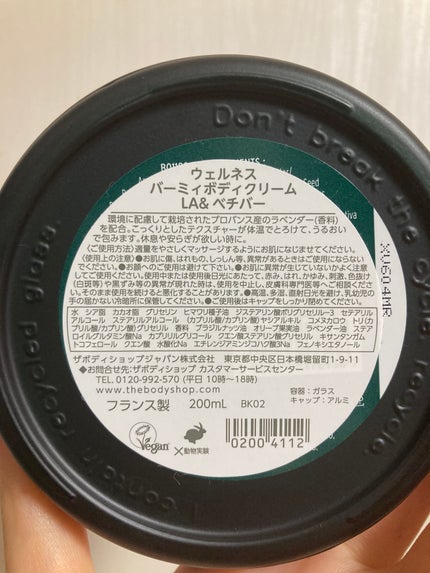 Don't break the cycle, recycle.
I contain recycled glass.
ウェルネス
バーミィボディクリーム
LA& ベチバー
環境に配慮して栽培されたプロバンス産のラベンダー(香料)
を配合。こっくりとしたテクスチャーが体温でとろけて、うるおい
で包みます。休息や安らぎが欲しい時に。
〈ご使用方法〉適量をやさしくマッサージするようにお肌になじませてください。
〈使用上の注意〉●お肌に傷、はれもの、しっしん等、異常があるときはご使用にならない
でください。●お顔へのご使用は避けて下さい。●お肌に異常が生じていないかよく注意
して使用してください。使用中または使用後日光にあたって、赤み、はれ、かゆみ、刺激、色抜け
(白斑等)や黒ずみ等の異常が現れた時は、使用を中止し、皮膚科専門医等へご相談ください。
そのまま使用を続けると悪化することがあります。●高温、多湿、直射日光を避け、乳幼児の
手の届かない冷暗所に保管してください。●ご使用後はキャップをしっかり閉めてください。
水 シア脂 カカオ脂 グリセリン ヒマワリ種子油 ジステアリン酸ポリグリセリル-3 セテアリル
アルコール ステアリルアルコール (カプリル酸/カプリン酸)ヤシアルキル コメヌカロウ トリ(カ
プリル酸/カプリン酸)グリセリル 香料 ブラジルナッツ油 オリーブ果実油 ラベンダー油 ステア
ロイルグルタミン酸Na カプリリルグリコール (カプリル酸/カプリン酸)グリセリズ キサンタンガム
トコフェロール クエン酸 水酸化Na エチレンジアミンジコハク酸3Na フェノキシエタノール
ザボディショップジャパン株式会社 東京都中央区日本橋堀留町1-9-11
●お問合せ先:ザボディショップ カスタマーサービスセンター
TEL. 0120-992-570 (平日 10時〜18時)
www.thebodyshop.com
フランス製 200mL BK02
容器:ガラス
キャップ:アルミ
Vegan
×動物実験
0200 4112
XV604MR